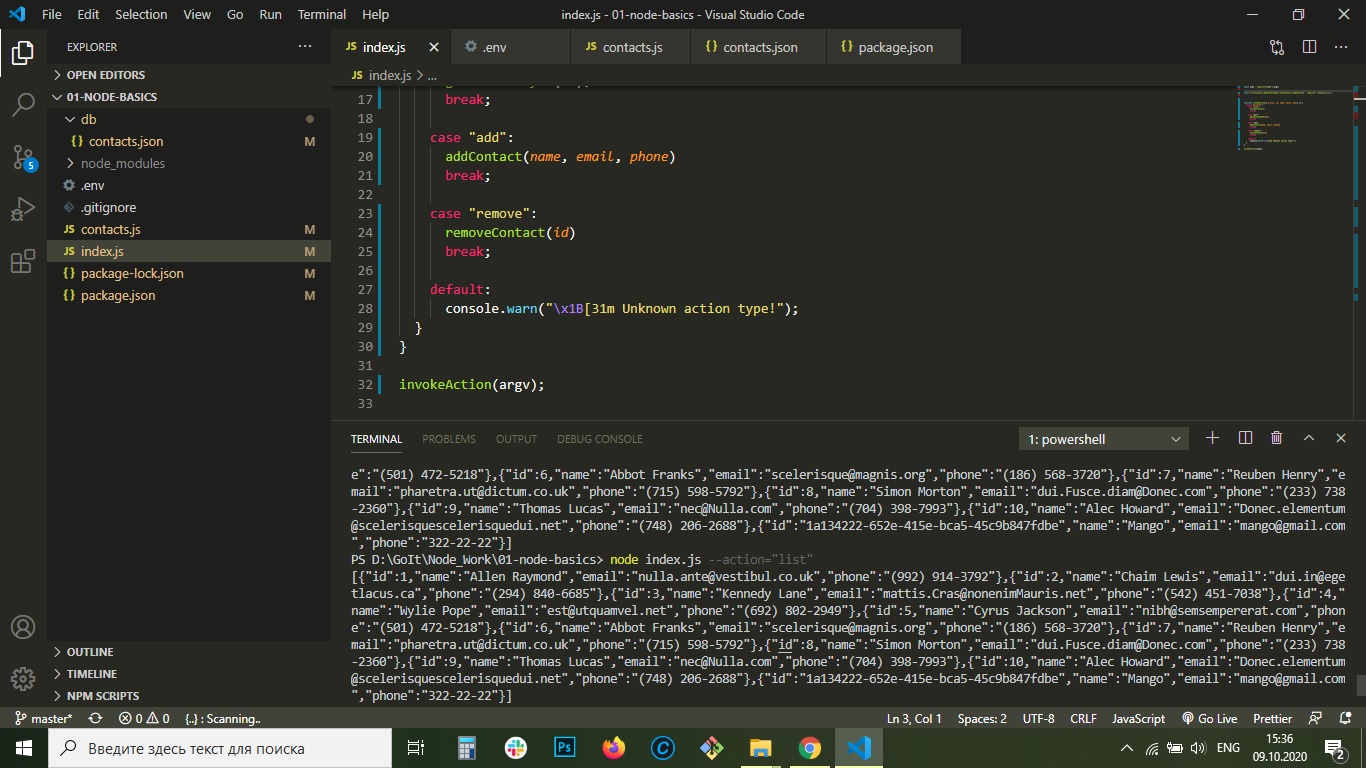 File Edit Selection View Go Run Terminal Help index.js - 01-node-basics - Visual Studio Code
EXPLORER
OPEN EDITORS
01-NODE-BASICS
db
{} contacts.json M
node_modules
.env
.gitignore
JS contacts.js M
JS index.js M
{} package-lock.json M
{} package.json M
OUTLINE
TIMELINE
NPM SCRIPTS
5
JS index.js .env JS contacts.js {} contacts.json {} package.json
JS index.js > ...
17 break;
18
19 case "add":
20 addContact(name, email, phone)
21 break;
22
23 case "remove":
24 removeContact(id)
25 break;
26
27 default:
28 console.warn("\x1B[31m Unknown action type!");
29 }
30 }
31
32 invokeAction(argv);
33
TERMINAL PROBLEMS OUTPUT DEBUG CONSOLE 1: powershell
e":"(501) 472-5218"},{"id":6,"name":"Abbot Franks","email":"scelerisque@magnis.org","phone":"(186) 568-3720"},{"id":7,"name":"Reuben Henry","e
mail":"pharetra.ut@dictum.co.uk","phone":"(715) 598-5792"},{"id":8,"name":"Simon Morton","email":"dui.Fusce.diam@Donec.com","phone":"(233) 738
-2360"},{"id":9,"name":"Thomas Lucas","email":"nec@Nulla.com","phone":"(704) 398-7993"},{"id":10,"name":"Alec Howard","email":"Donec.elementum
@scelerisquescelerisquedui.net","phone":"(748) 206-2688"},{"id":"1a134222-652e-415e-bca5-45c9b847fdbe","name":"Mango","email":"mango@gmail.com
","phone":"322-22-22"}]
PS D:\GoIt\Node_Work\01-node-basics> node index.js --action="list"
[{"id":1,"name":"Allen Raymond","email":"nulla.ante@vestibul.co.uk","phone":"(992) 914-3792"},{"id":2,"name":"Chaim Lewis","email":"dui.in@ege
tlacus.ca","phone":"(294) 840-6685"},{"id":3,"name":"Kennedy Lane","email":"mattis.Cras@nonenimMauris.net","phone":"(542) 451-7038"},{"id":4,"
name":"Wylie Pope","email":"est@utquamvel.net","phone":"(692) 802-2949"},{"id":5,"name":"Cyrus Jackson","email":"nibh@semsempererat.com","phon
e":"(501) 472-5218"},{"id":6,"name":"Abbot Franks","email":"scelerisque@magnis.org","phone":"(186) 568-3720"},{"id":7,"name":"Reuben Henry","e
mail":"pharetra.ut@dictum.co.uk","phone":"(715) 598-5792"},{"id":8,"name":"Simon Morton","email":"dui.Fusce.diam@Donec.com","phone":"(233) 738
-2360"},{"id":9,"name":"Thomas Lucas","email":"nec@Nulla.com","phone":"(704) 398-7993"},{"id":10,"name":"Alec Howard","email":"Donec.elementum
@scelerisquescelerisquedui.net","phone":"(748) 206-2688"},{"id":"1a134222-652e-415e-bca5-45c9b847fdbe","name":"Mango","email":"mango@gmail.com
","phone":"322-22-22"}]
master* 0 0 {..} : Scanning.. Ln 3, Col 1 Spaces: 2 UTF-8 CRLF JavaScript Go Live Prettier
Введите здесь текст для поиска Ps ENG 15:36
09.10.2020 2